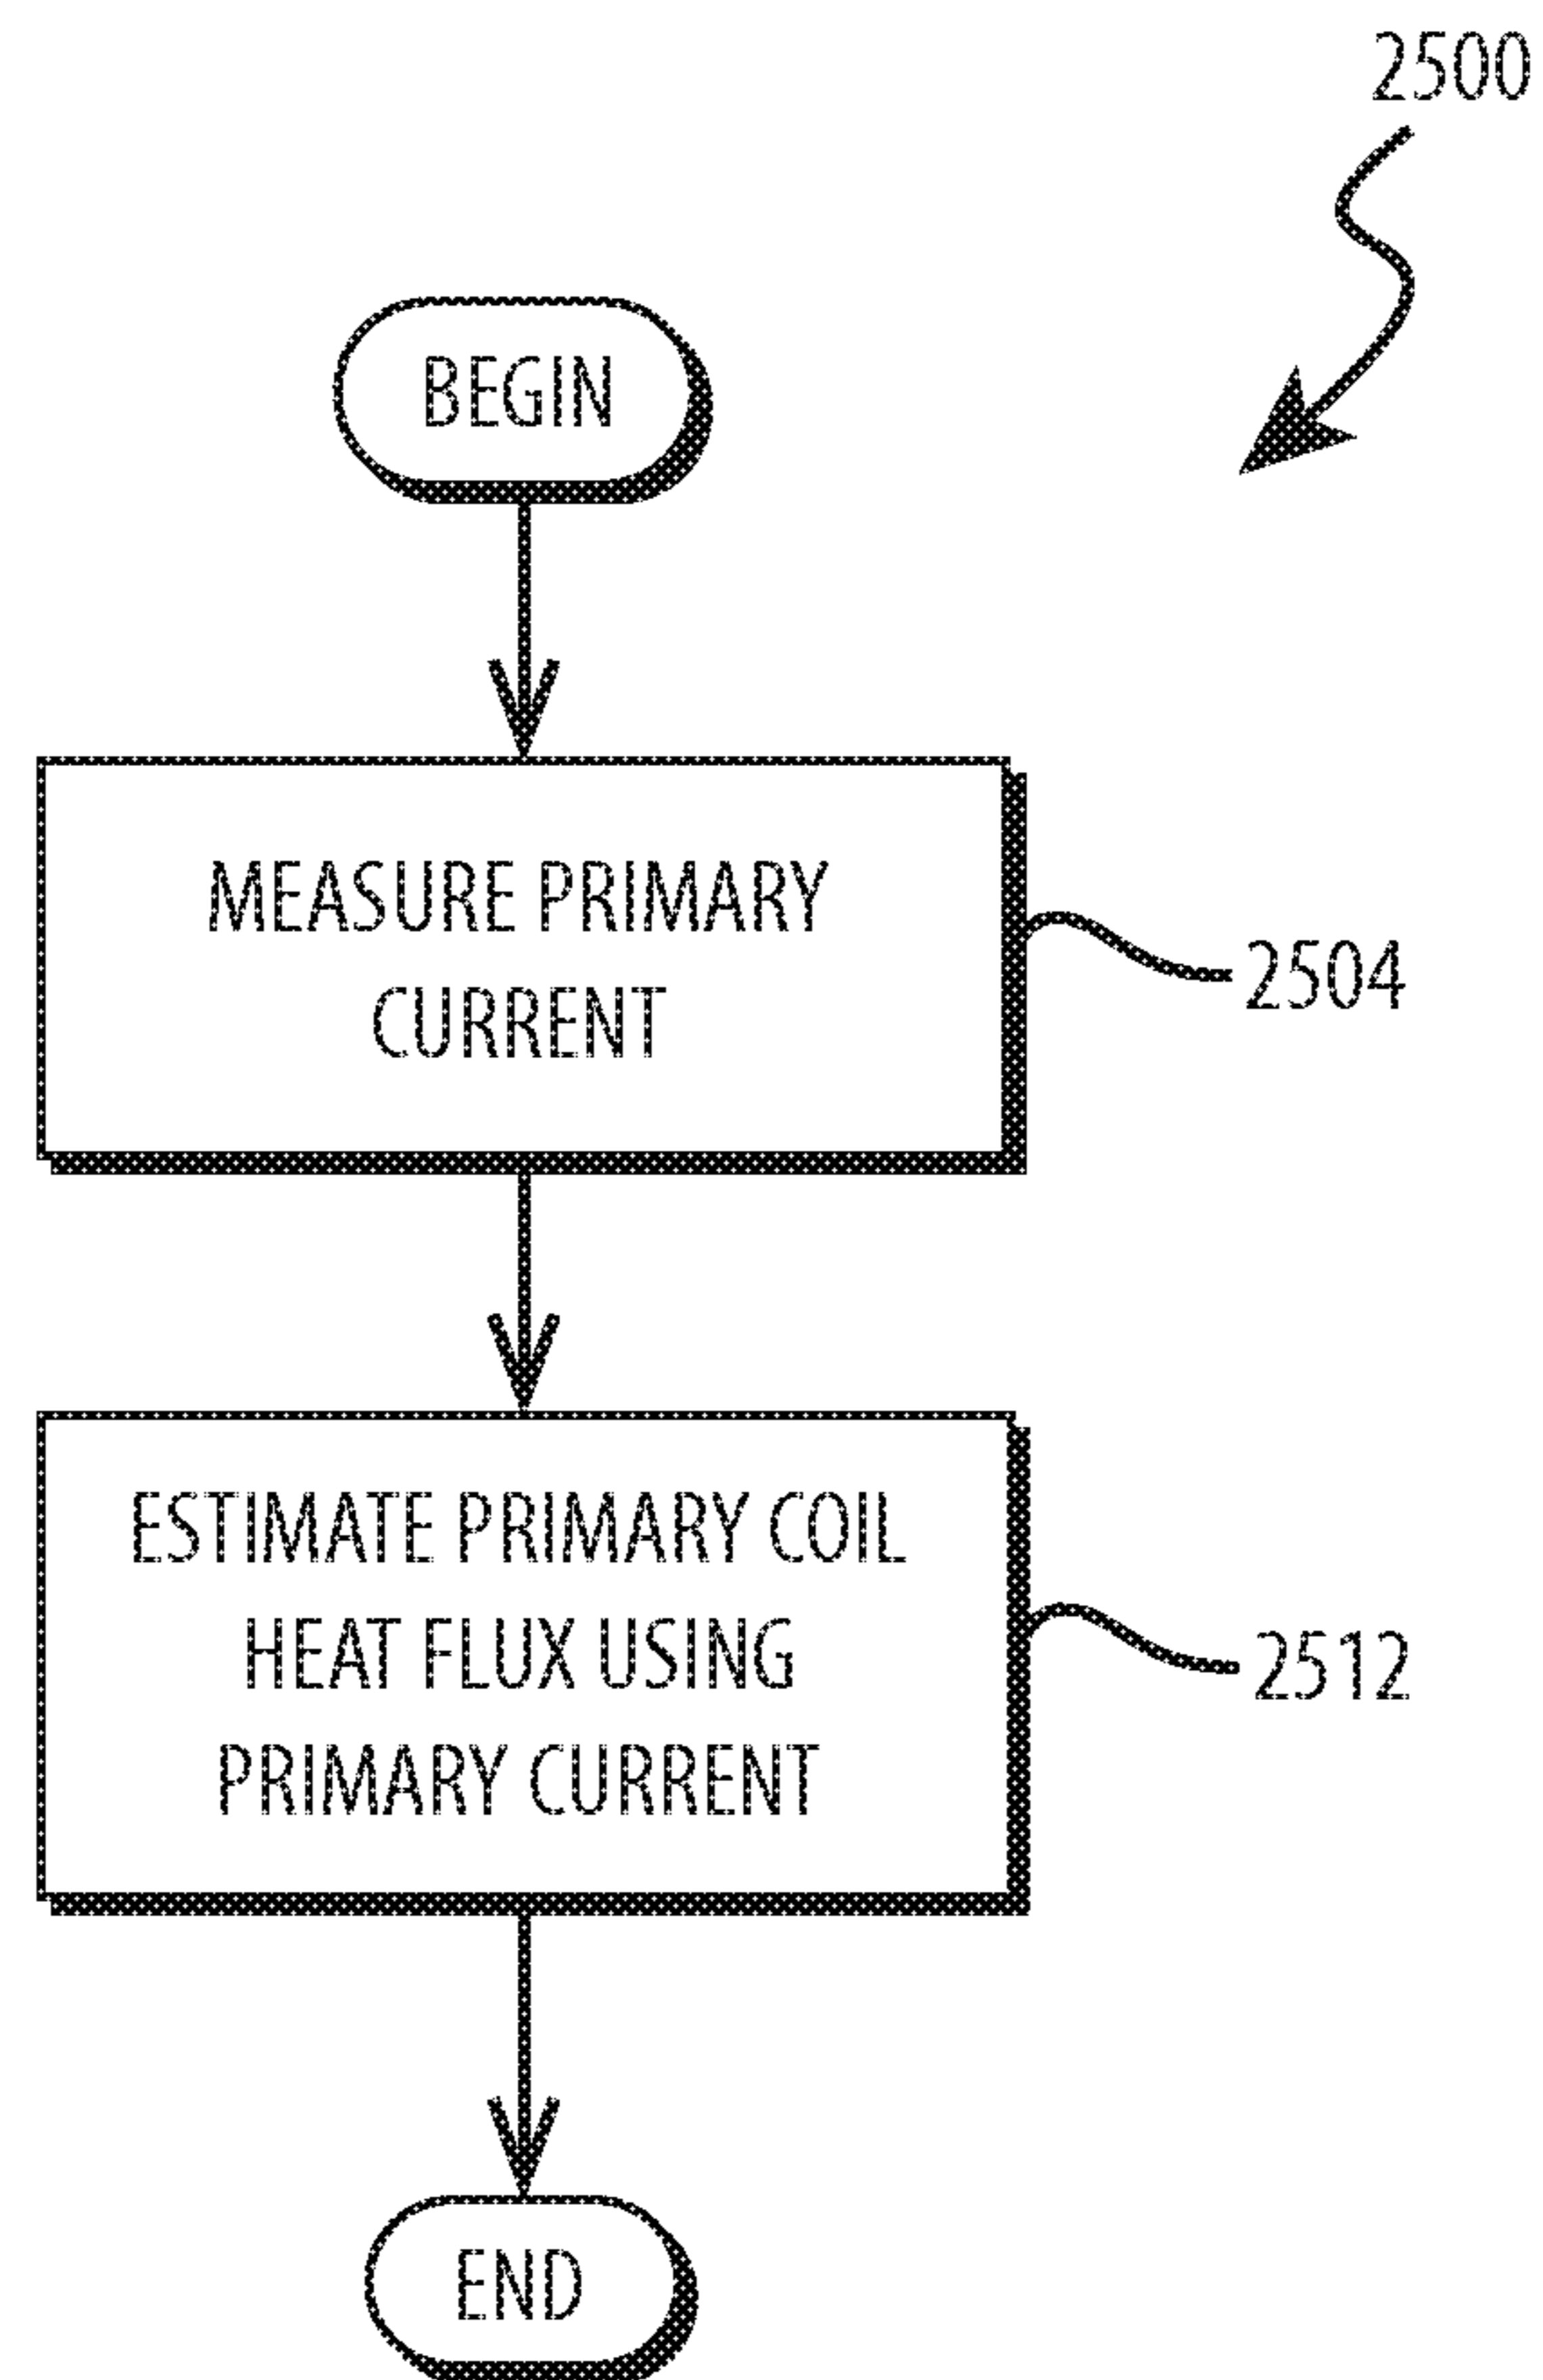 2500
BEGIN
MEASURE PRIMARY
CURRENT
2504
ESTIMATE PRIMARY COIL
HEAT FLUX USING
PRIMARY CURRENT
2512
END